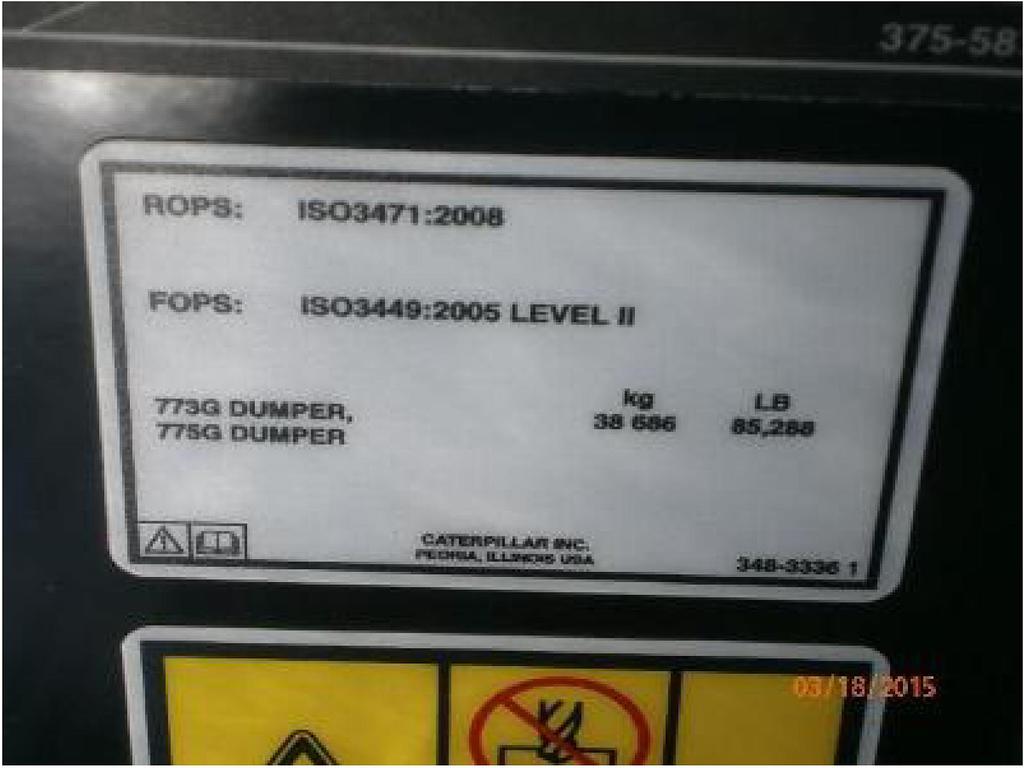 375-58
ROPS: ISO3471:2008
FOPS: ISO3449:2005 LEVEL II
kg LB
773G DUMPER, 38 686 85,288
775G DUMPER
CATERPILLAR INC.
PEORIA, ILLINOIS USA
348-3336 1
03/18/2015